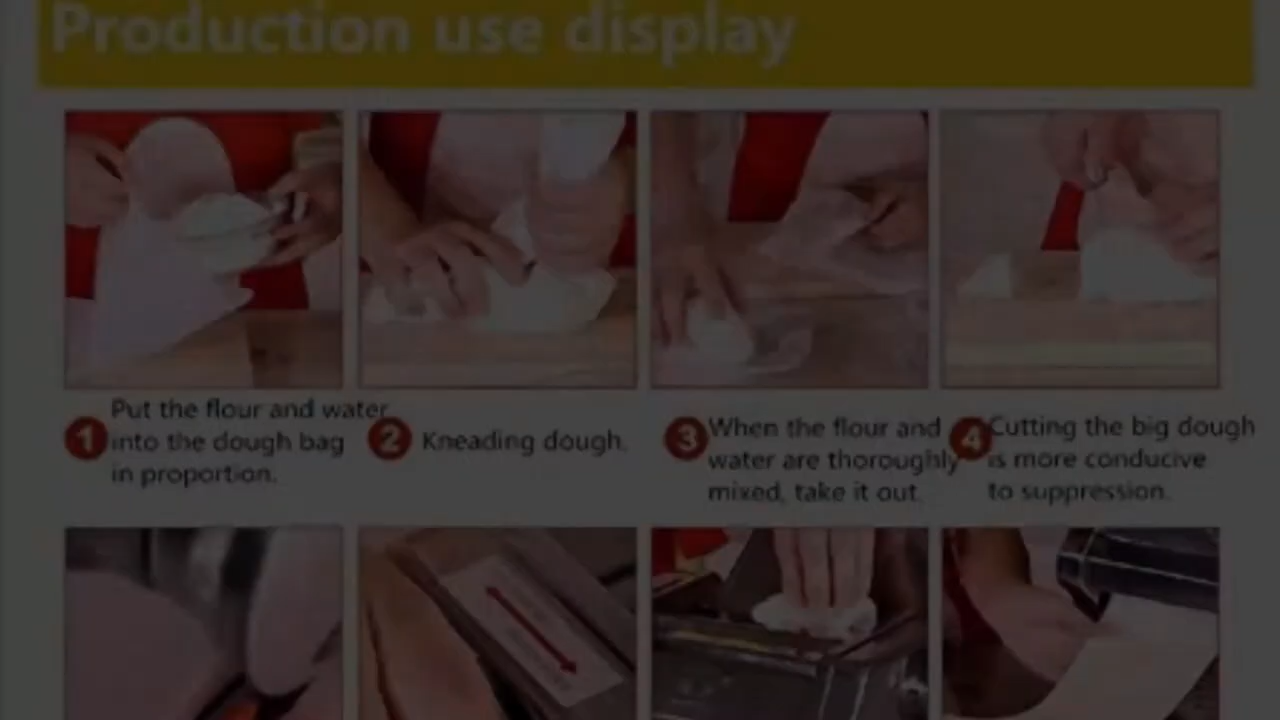 Production use display
1 Put the flour and water
into the dough bag
in proportion.
2 Kneading dough.
3 When the flour and
water are thoroughly
mixed, take it out.
4 Cutting the big dough
is more conducive
to suppression.